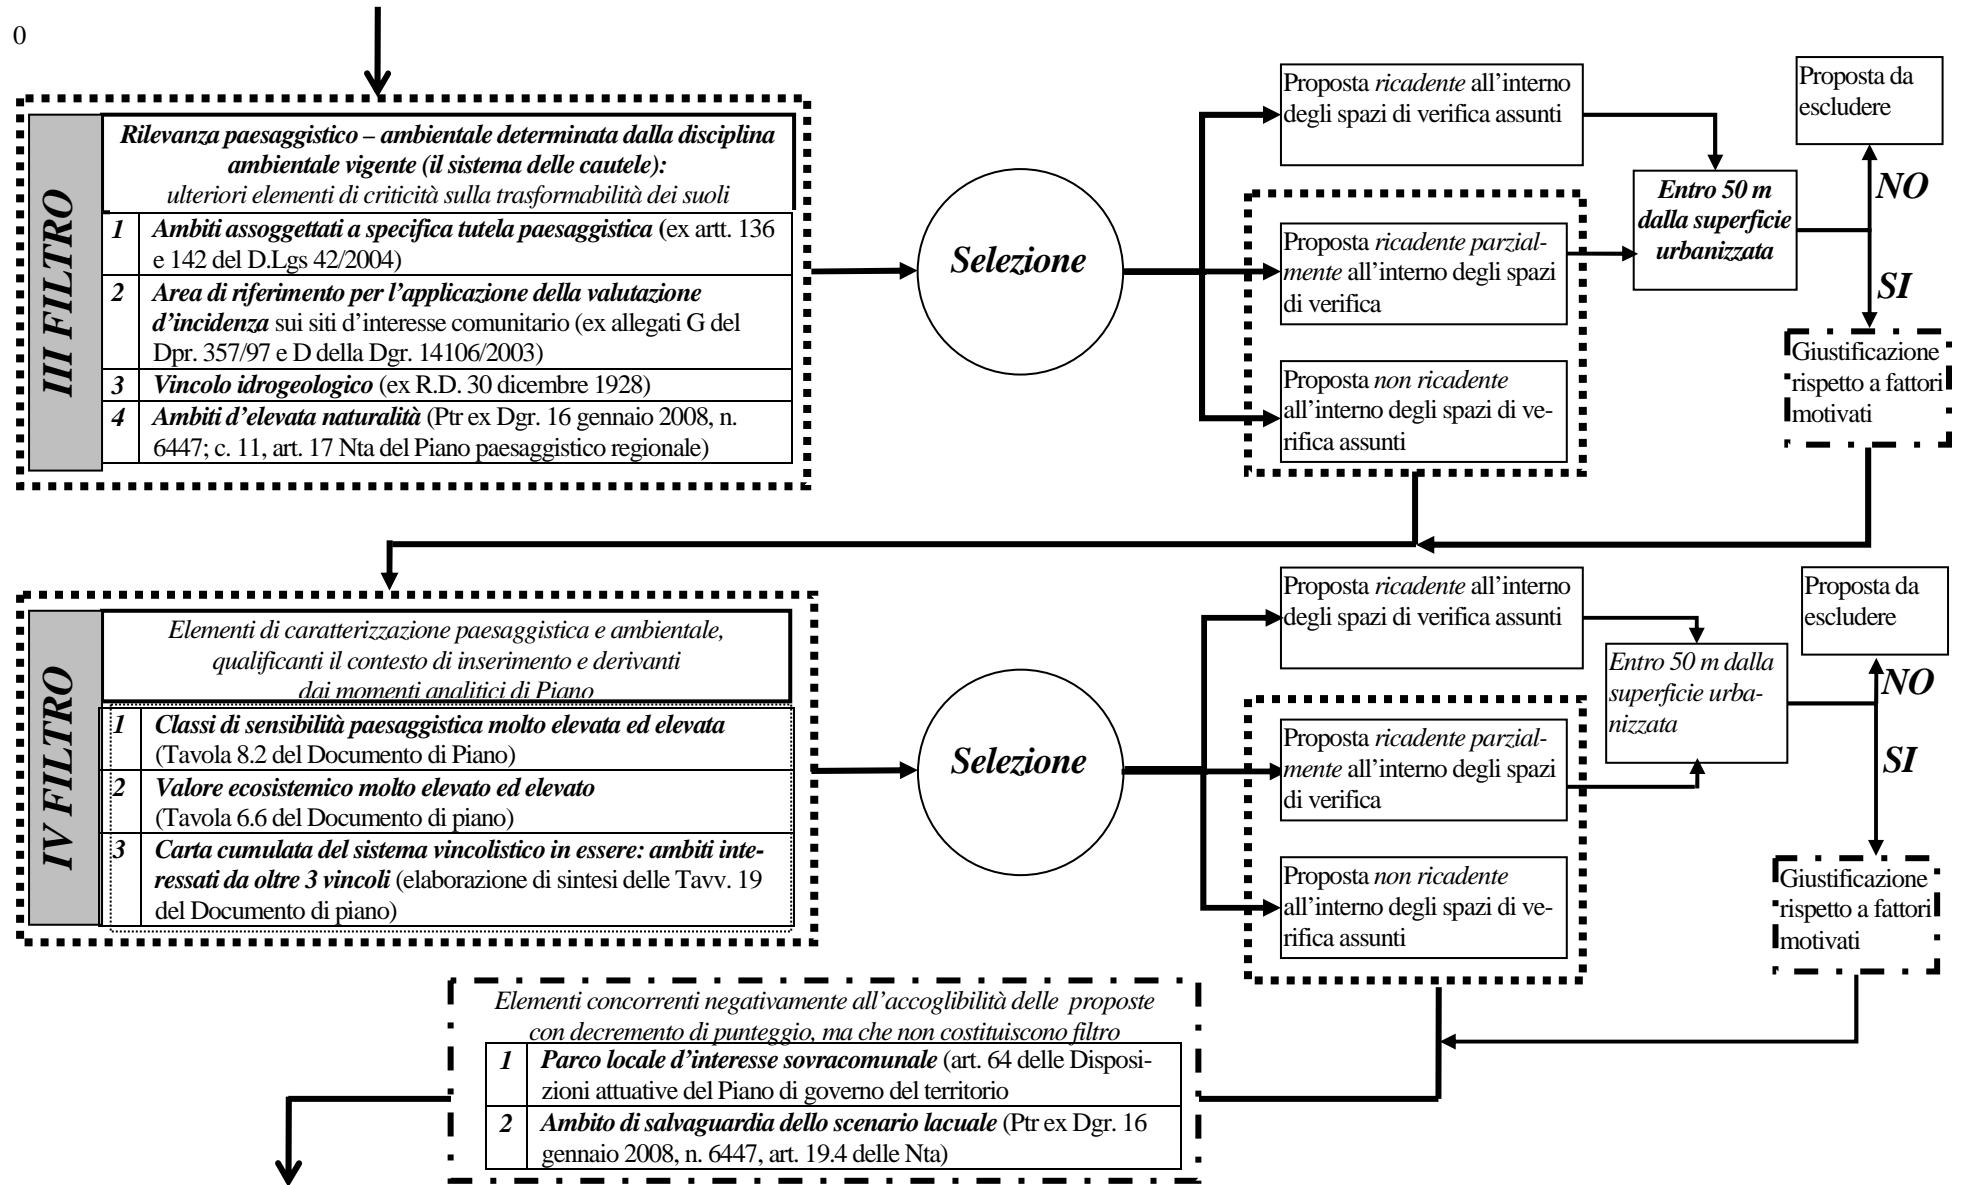 0
III FILTRO
Rilevanza paesaggistico – ambientale determinata dalla disciplina
ambientale vigente (il sistema delle cautele):
ulteriori elementi di criticità sulla trasformabilità dei suoli
1 Ambiti assoggettati a specifica tutela paesaggistica (ex artt. 136
e 142 del D.Lgs 42/2004)
2 Area di riferimento per l’applicazione della valutazione
d’incidenza sui siti d’interesse comunitario (ex allegati G del
Dpr. 357/97 e D della Dgr. 14106/2003)
3 Vincolo idrogeologico (ex R.D. 30 dicembre 1928)
4 Ambiti d’elevata naturalità (Ptr ex Dgr. 16 gennaio 2008, n.
6447; c. 11, art. 17 Nta del Piano paesaggistico regionale)
Selezione
Proposta ricadente all’interno
degli spazi di verifica assunti
Proposta ricadente parzial-
mente all’interno degli spazi
di verifica
Proposta non ricadente
all’interno degli spazi di ve-
rifica assunti
Entro 50 m
dalla superficie
urbanizzata
Proposta da
escludere
NO
SI
Giustificazione
rispetto a fattori
motivati
IV FILTRO
Elementi di caratterizzazione paesaggistica e ambientale,
qualificanti il contesto di inserimento e derivanti
dai momenti analitici di Piano
1 Classi di sensibilità paesaggistica molto elevata ed elevata
(Tavola 8.2 del Documento di Piano)
2 Valore ecosistemico molto elevato ed elevato
(Tavola 6.6 del Documento di piano)
3 Carta cumulata del sistema vincolistico in essere: ambiti inte-
ressati da oltre 3 vincoli (elaborazione di sintesi delle Tavv. 19
del Documento di piano)
Selezione
Proposta ricadente all’interno
degli spazi di verifica assunti
Proposta ricadente parzial-
mente all’interno degli spazi
di verifica
Proposta non ricadente
all’interno degli spazi di ve-
rifica assunti
Entro 50 m dalla
superficie urba-
nizzata
Proposta da
escludere
NO
SI
Giustificazione
rispetto a fattori
motivati
Elementi concorrenti negativamente all’accoglibilità delle proposte
con decremento di punteggio, ma che non costituiscono filtro
1 Parco locale d’interesse sovracomunale (art. 64 delle Disposi-
zioni attuative del Piano di governo del territorio
2 Ambito di salvaguardia dello scenario lacuale (Ptr ex Dgr. 16
gennaio 2008, n. 6447, art. 19.4 delle Nta)